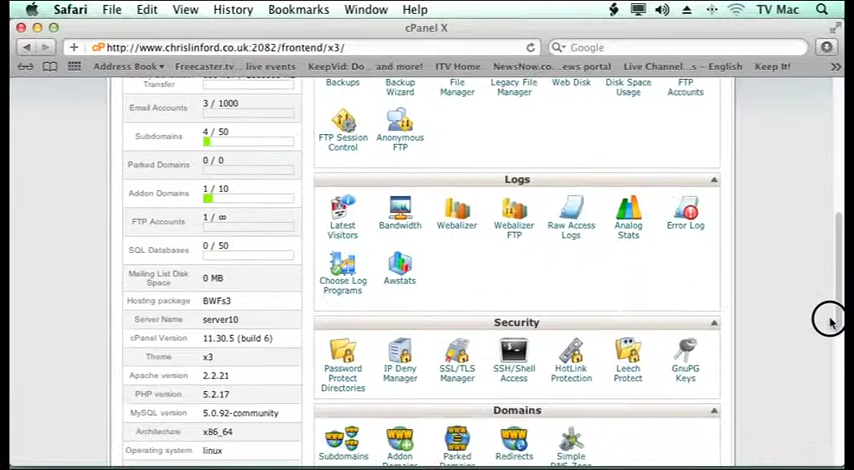 Safari File Edit View History Bookmarks Window Help TV Mac
cPanel X
http://www.chrislinford.co.uk:2082/frontend/x3/
Google
Address Book Freecaster.tv live events KeepVid: Do... and more! ITV Home NewsNow.co....ews portal Live Channel...s – English Keep It!
Transfer
Email Accounts 3 / 1000
Subdomains 4 / 50
Parked Domains 0 / 0
Addon Domains 1 / 10
FTP Accounts 1 / ∞
SQL Databases 0 / 50
Mailing List Disk
Space
0 MB
Hosting package BWFs3
Server Name server10
cPanel Version 11.30.5 (build 6)
Theme x3
Apache version 2.2.21
PHP version 5.2.17
MySQL version 5.0.92-community
Architecture x86_64
Operating system linux
Backups
Backup
Wizard
File
Manager
Legacy File
Manager
Web Disk
Disk Space
Usage
FTP
Accounts
FTP Session
Control
Anonymous
FTP
Logs
Latest
Visitors
Bandwidth
Webalizer
Webalizer
FTP
Raw Access
Logs
Analog
Stats
Error Log
Choose Log
Programs
Awstats
Security
Password
Protect
Directories
IP Deny
Manager
SSL/TLS
Manager
SSH/Shell
Access
HotLink
Protection
Leech
Protect
GnuPG
Keys
Domains
Subdomains
Addon
Domains
Parked
Domains
Redirects
Simple
DNS Zone